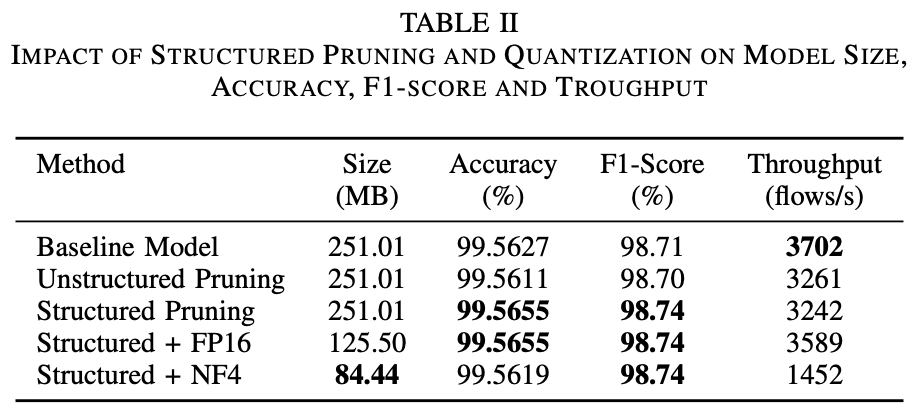 TABLE II
IMPACT OF STRUCTURED PRUNING AND QUANTIZATION ON MODEL SIZE,
ACCURACY, F1-SCORE AND TROUGHPUT
Method Size Accuracy F1-Score Throughput
(MB) (%) (%) (flows/s)
Baseline Model 251.01 99.5627 98.71 3702
Unstructured Pruning 251.01 99.5611 98.70 3261
Structured Pruning 251.01 99.5655 98.74 3242
Structured + FP16 125.50 99.5655 98.74 3589
Structured + NF4 84.44 99.5619 98.74 1452